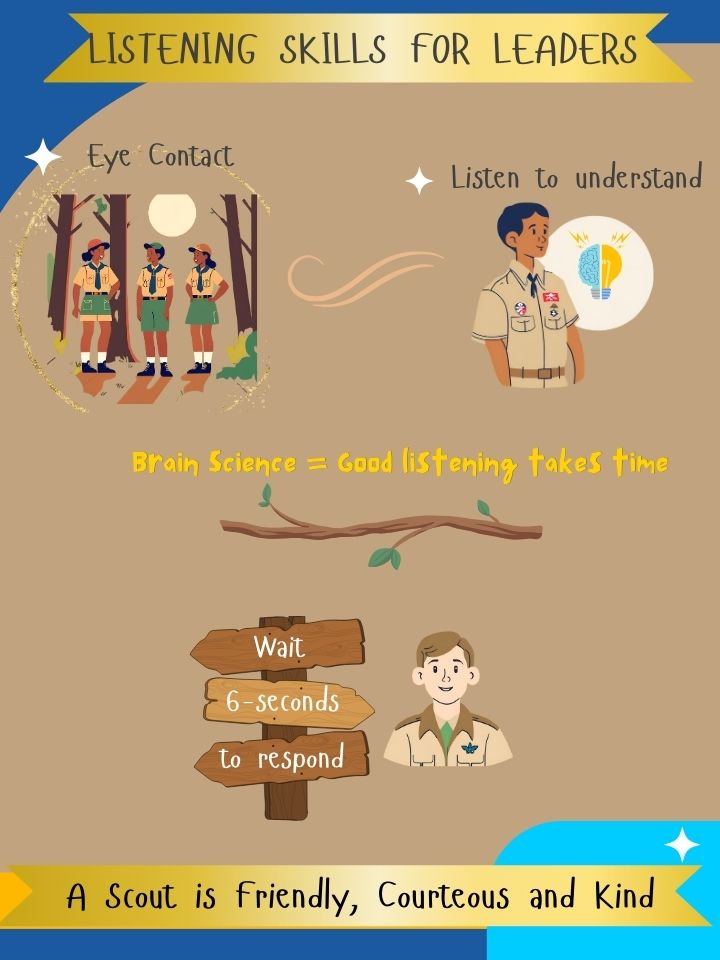 LISTENING SKILLS FOR LEADERS
Eye Contact
Listen to understand
Brain Science = Good listening takes time
Wait
6-seconds
to respond
A Scout is Friendly, Courteous and Kind